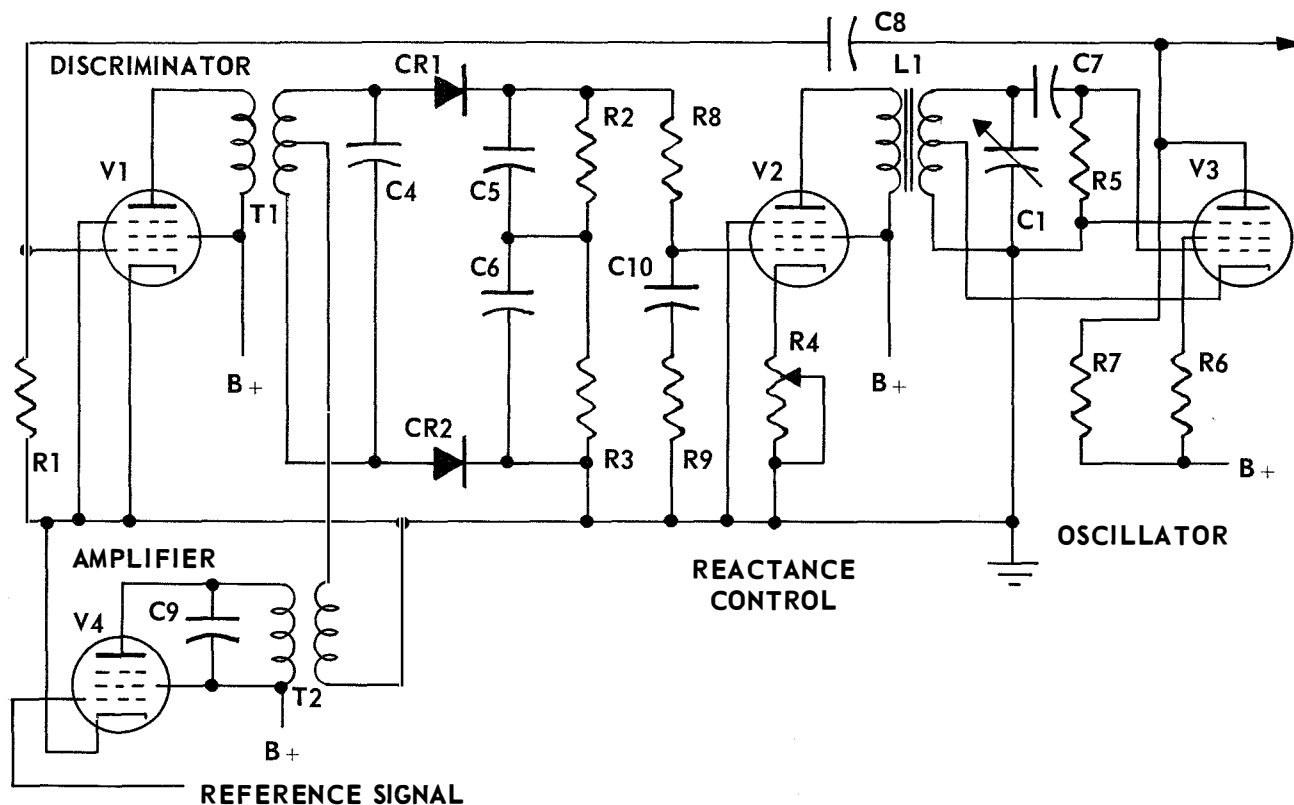 C8
DISCRIMINATOR
CR1
L1
C7
R2
R8
V1
C4
C5
V2
R5
V3
T1
C1
C6
C10
R4
R7
R6
B+
B+
CR2
R1
R3
R9
B+
AMPLIFIER
OSCILLATOR
REACTANCE
CONTROL
C9
V4
T2
B+
REFERENCE SIGNAL